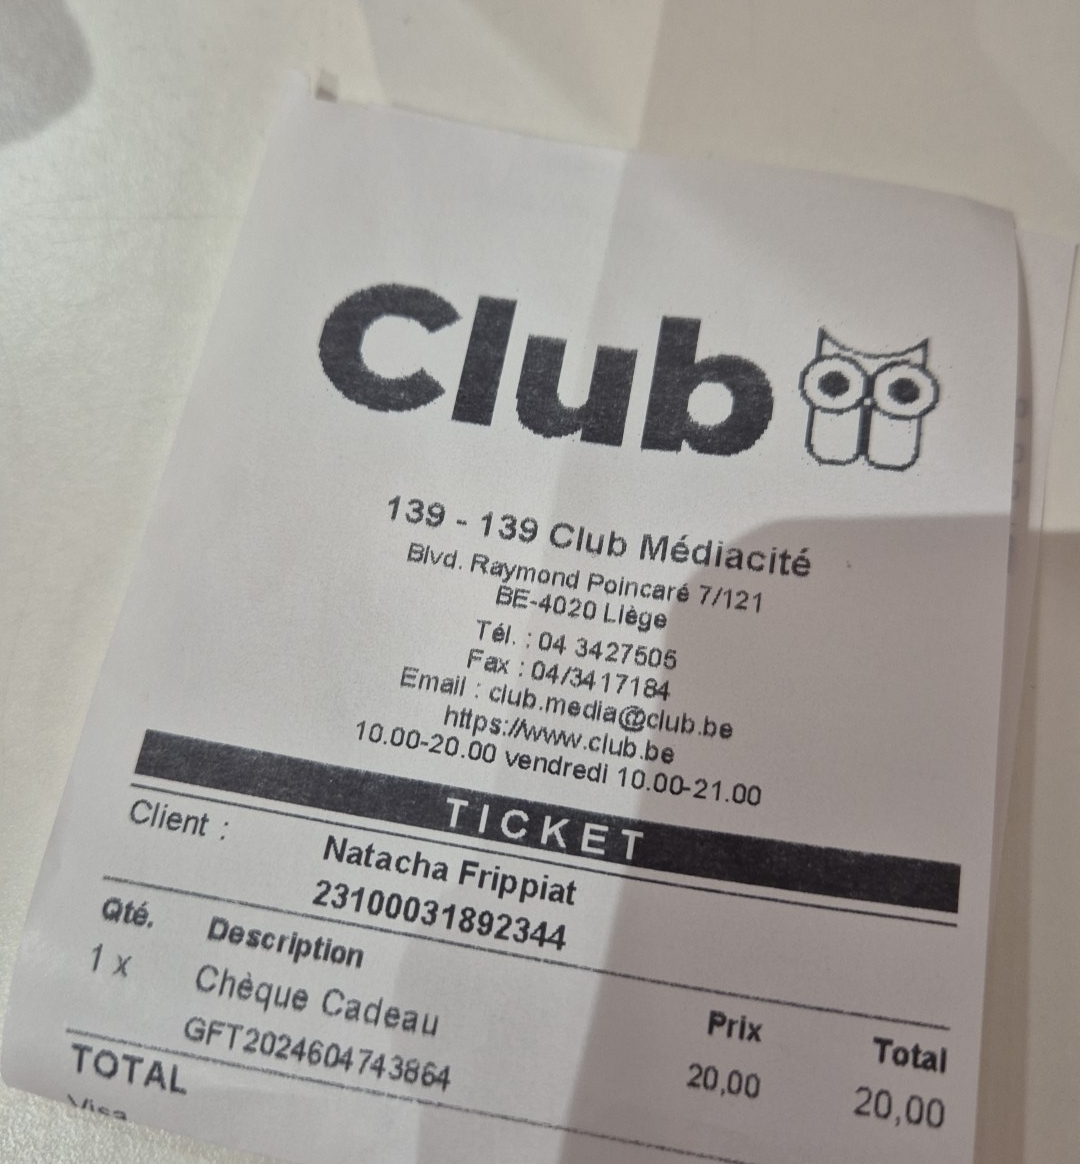 Club
139 - 139 Club Médiacité
Blvd. Raymond Poincaré 7/121
BE-4020 Liège
Tél. : 04 3427505
Fax : 04/3417184
Email : club.media@club.be
https://www.club.be
10.00-20.00 vendredi 10.00-21.00
TICKET
Client :
Natacha Frippiat
23100031892344
Qté. Description Prix Total
1 x Chèque Cadeau 20,00 20,00
GFT2024604743864
TOTAL
Visa